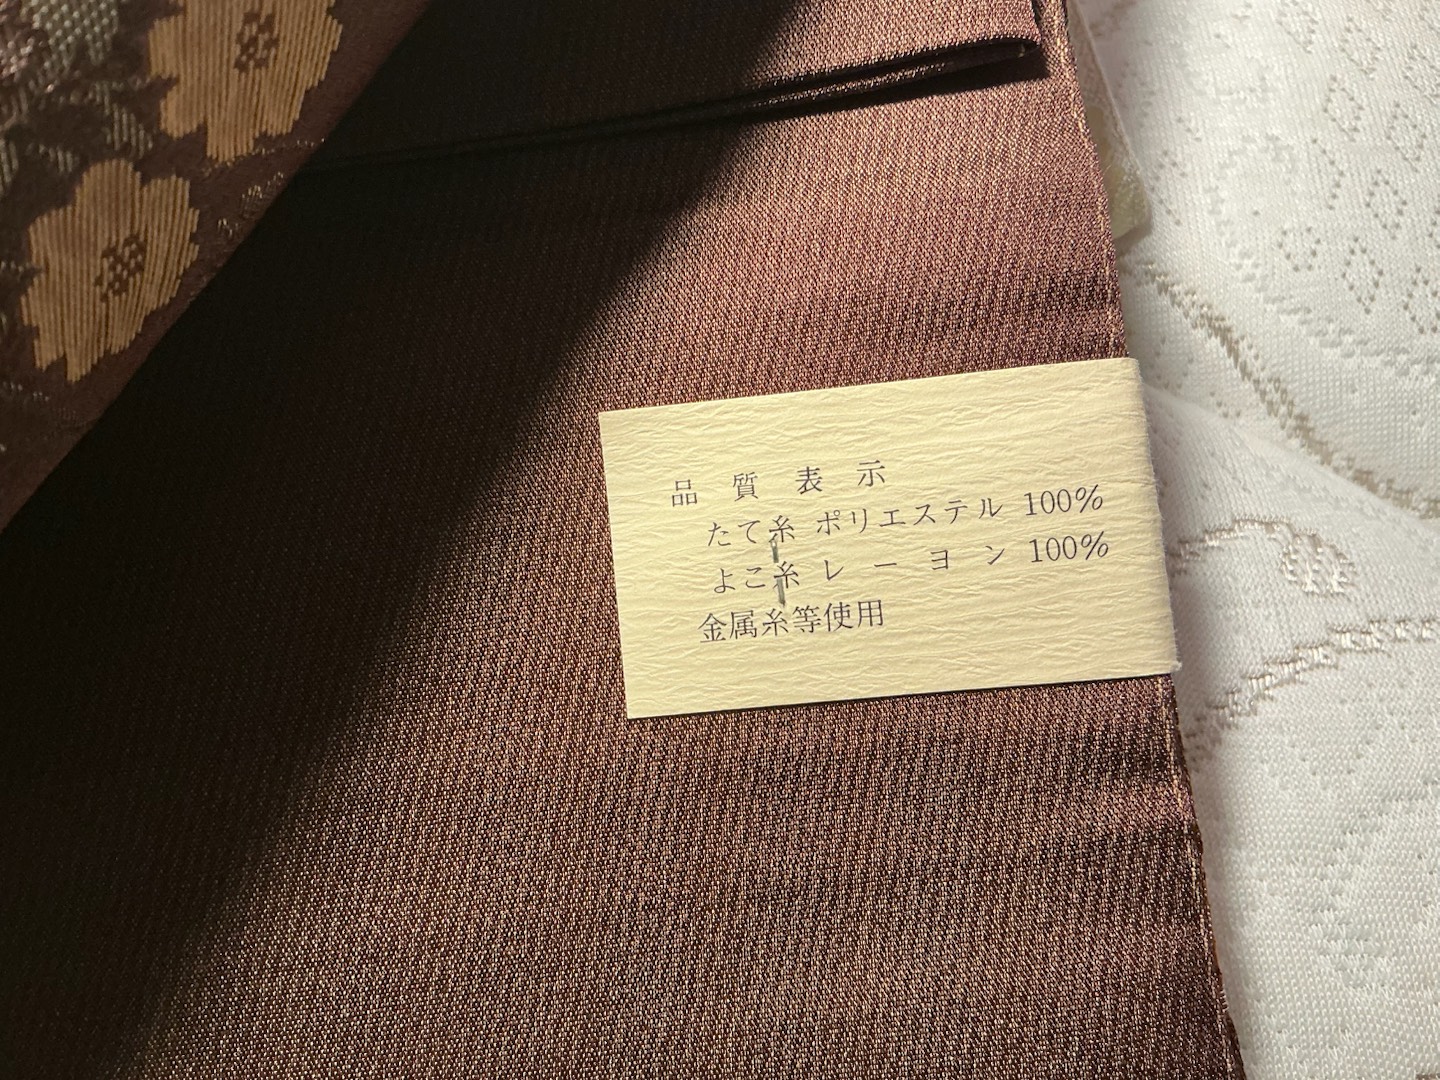 品質表示
たて糸 ポリエステル 100%
よこ糸 レーヨン 100%
金属糸等使用